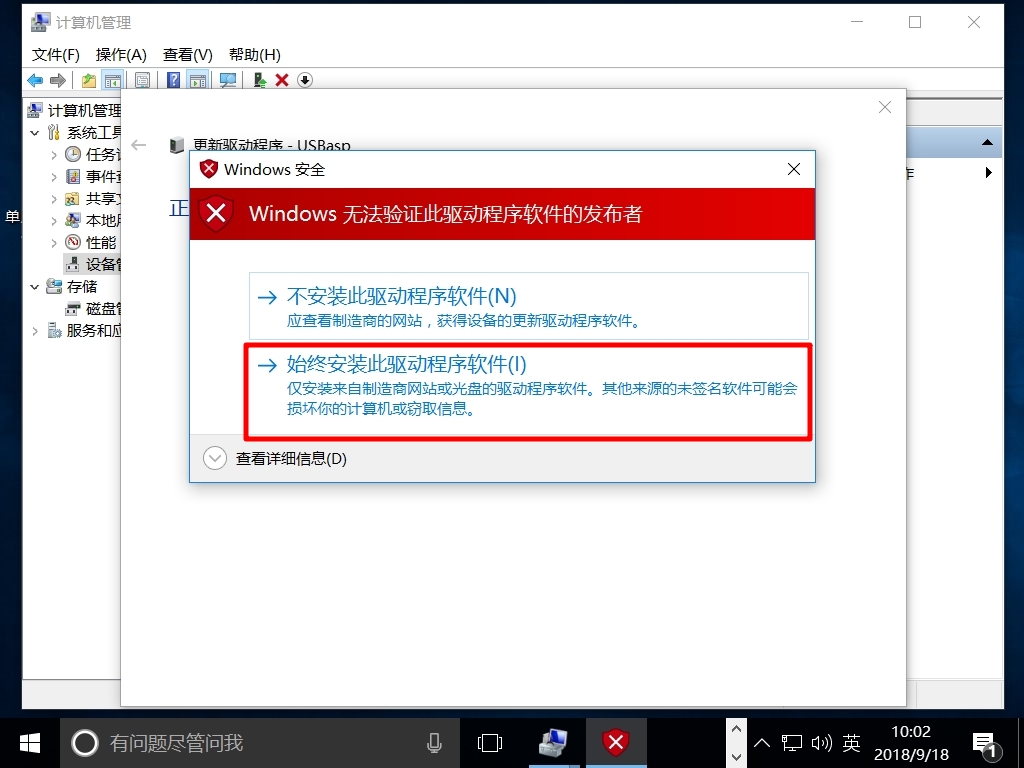 计算机管理
文件(F) 操作(A) 查看(V) 帮助(H)
计算机管理
系统工具
任务
事件查
共享文
本地
性能
设备管
存储
磁盘管
服务和应
单
更新驱动程序 - USBasp
正
作
Windows 安全
Windows 无法验证此驱动程序软件的发布者
不安装此驱动程序软件(N)
应查看制造商的网站，获得设备的更新驱动程序软件。
始终安装此驱动程序软件(I)
仅安装来自制造商网站或光盘的驱动程序软件。其他来源的未签名软件可能会
损坏你的计算机或窃取信息。
查看详细信息(D)
有问题尽管问我
英
10:02
2018/9/18
1